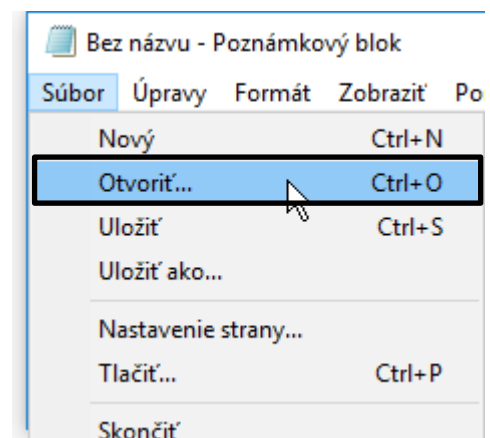 Bez názvu - Poznámkový blok
Súbor Úpravy Formát Zobraziť Po
Nový Ctrl+N
Otvoriť... Ctrl+O
Uložiť Ctrl+S
Uložiť ako...
Nastavenie strany...
Tlačiť... Ctrl+P
Skončiť